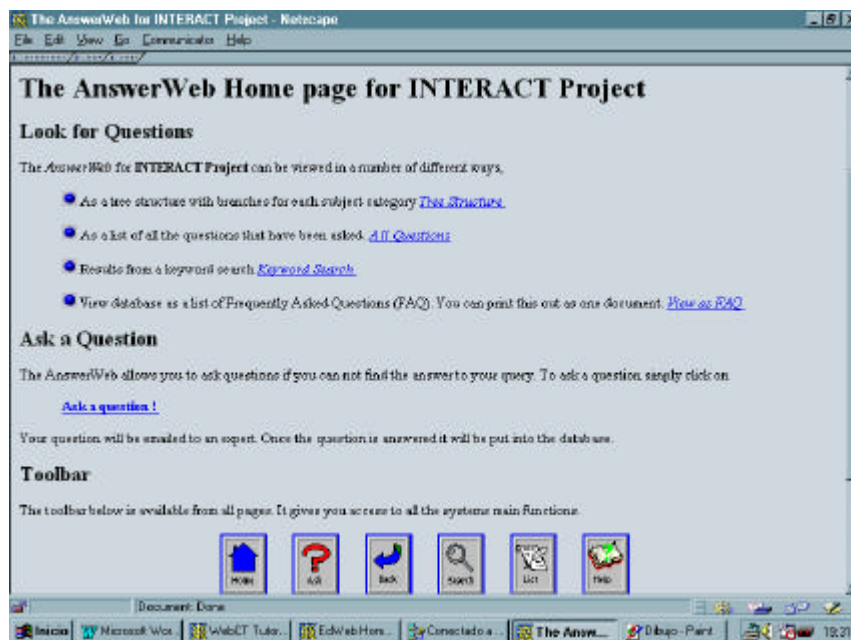 The AnswerWeb for INTERACT Project - Netscape
File Edit View Go Communicator Help
The AnswerWeb Home page for INTERACT Project
Look for Questions
The AnswerWeb for INTERACT Project can be viewed in a number of different ways,
As a tree structure with branches for each subject category Tree Structure
As a list of all the questions that have been asked. All Questions
Results from a keyword search Keyword Search
View database as a list of Frequently Asked Questions (FAQ). You can print this out as one document. View as FAQ
Ask a Question
The AnswerWeb allows you to ask questions if you can not find the answer to your query. To ask a question simply click on
Ask a question !
Your question will be emailed to an expert. Once the question is answered it will be put into the database.
Toolbar
The toolbar below is available from all pages. It gives you access to all the systems main functions.
Home Ask Back Search List Help
Document: Done
Inicio Microsoft Wor... WebCT Tutor... EdWeb Hom... Conectado a ... The Answ... Dibujo - Paint 19:31